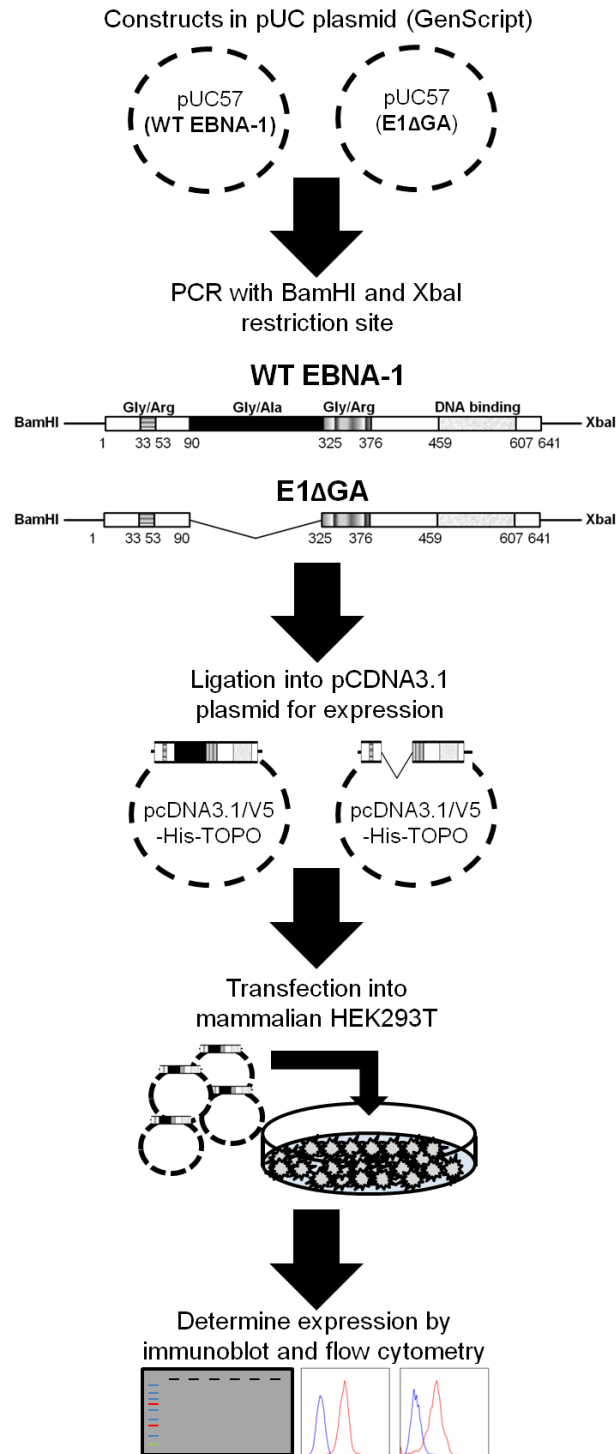 Constructs in pUC plasmid (GenScript)
pUC57
(WT EBNA-1)
pUC57
(E1ΔGA)
PCR with BamHI and XbaI
restriction site
WT EBNA-1
Gly/Arg Gly/Ala Gly/Arg DNA binding
BamHI XbaI
1 33 53 90 325 376 459 607 641
E1ΔGA
BamHI XbaI
1 33 53 90 325 376 459 607 641
Ligation into pCDNA3.1
plasmid for expression
pcDNA3.1/V5
-His-TOPO
pcDNA3.1/V5
-His-TOPO
Transfection into
mammalian HEK293T
Determine expression by
immunoblot and flow cytometry